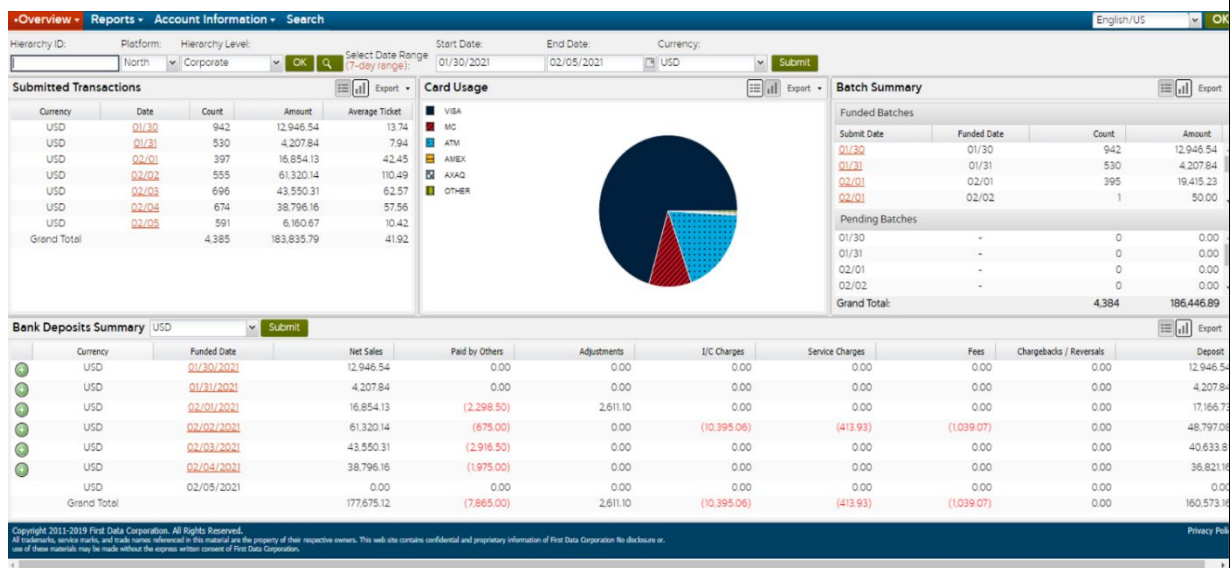 •Overview Reports Account Information Search English/US OK
Hierarchy ID: Platform: Hierarchy Level: Start Date: End Date: Currency:
North Corporate OK Select Date Range (7-day range): 01/30/2021 02/05/2021 USD Submit
Submitted Transactions Export
Currency Date Count Amount Average Ticket
USD 01/30 942 12,946.54 13.74
USD 01/31 530 4,207.84 7.94
USD 02/01 397 16,854.13 42.45
USD 02/02 555 61,320.14 110.49
USD 02/03 696 43,550.31 62.57
USD 02/04 674 38,796.16 57.56
USD 02/05 591 6,160.67 10.42
Grand Total 4,385 183,835.79 41.92
Card Usage Export
VISA
MC
ATM
AMEX
AXAQ
OTHER
Batch Summary Export
Funded Batches
Submit Date Funded Date Count Amount
01/30 01/30 942 12,946.54
01/31 01/31 530 4,207.84
02/01 02/01 395 19,415.23
02/01 02/02 1 50.00
Pending Batches
01/30 - 0 0.00
01/31 - 0 0.00
02/01 - 0 0.00
02/02 - 0 0.00
Grand Total: 4,384 186,446.89
Bank Deposits Summary USD Submit Export
Currency Funded Date Net Sales Paid by Others Adjustments I/C Charges Service Charges Fees Chargebacks / Reversals Deposit
USD 01/30/2021 12,946.54 0.00 0.00 0.00 0.00 0.00 0.00 12,946.54
USD 01/31/2021 4,207.84 0.00 0.00 0.00 0.00 0.00 0.00 4,207.84
USD 02/01/2021 16,854.13 (2,298.50) 2,611.10 0.00 0.00 0.00 0.00 17,166.73
USD 02/02/2021 61,320.14 (675.00) 0.00 (10,395.06) (413.93) (1,039.07) 0.00 48,797.08
USD 02/03/2021 43,550.31 (2,916.50) 0.00 0.00 0.00 0.00 0.00 40,633.8
USD 02/04/2021 38,796.16 (1,975.00) 0.00 0.00 0.00 0.00 0.00 36,821.16
USD 02/05/2021 0.00 0.00 0.00 0.00 0.00 0.00 0.00 0.00
Grand Total 177,675.12 (7,865.00) 2,611.10 (10,395.06) (413.93) (1,039.07) 0.00 160,573.16
Copyright 2011-2019 First Data Corporation. All Rights Reserved. Privacy Poli
All trademarks, service marks, and trade names referenced in this material are the property of their respective owners. This web site contains confidential and proprietary information of First Data Corporation No disclosure or.
use of these materials may be made without the express written consent of First Data Corporation.